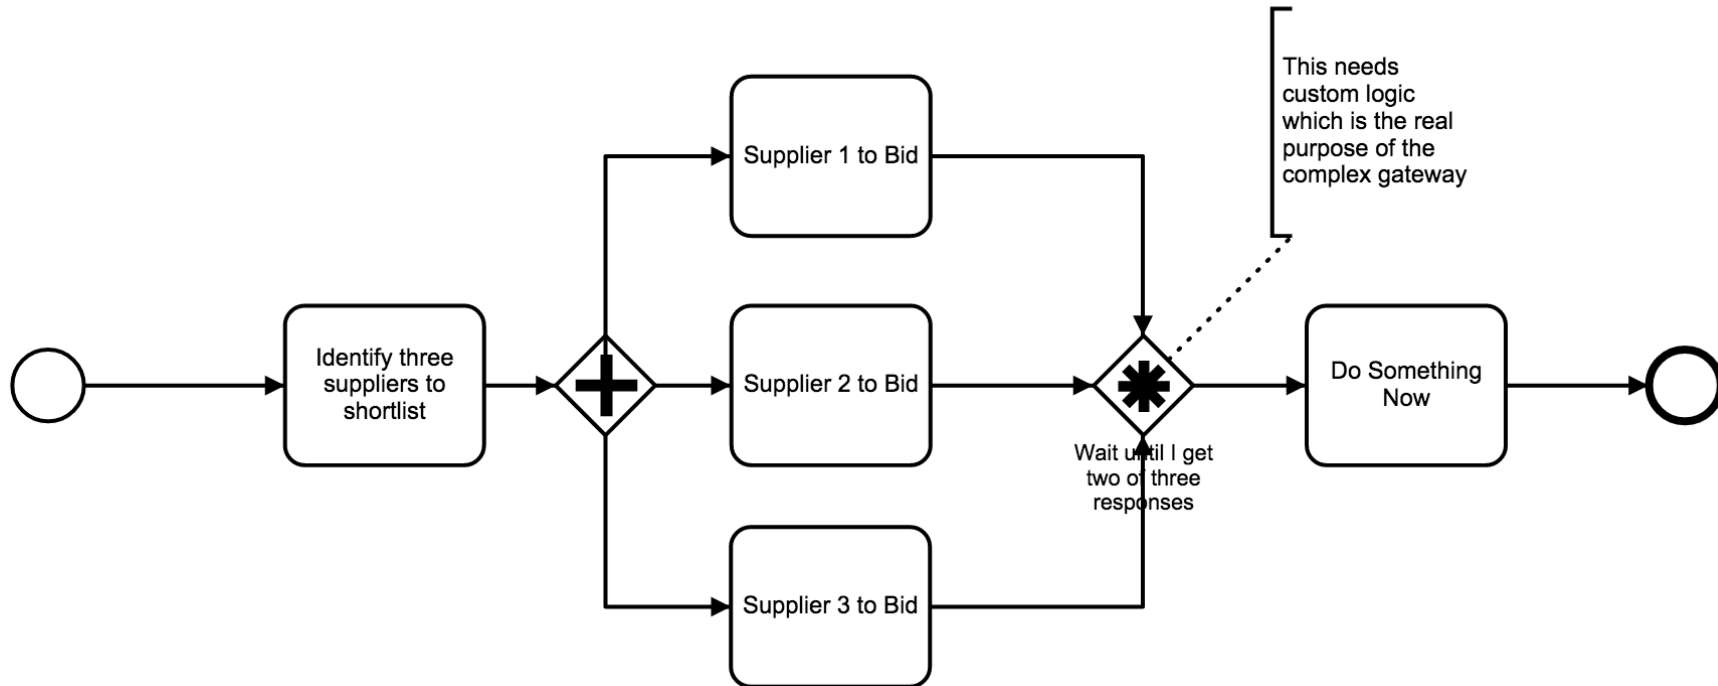 Identify three
suppliers to
shortlist
Supplier 1 to Bid
Supplier 2 to Bid
Supplier 3 to Bid
Wait until I get
two of three
responses
This needs
custom logic
which is the real
purpose of the
complex gateway
Do Something
Now